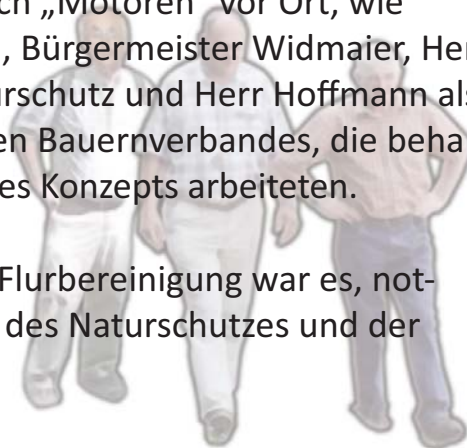 ch „Motoren“ vor Ort, wie
, Bürgermeister Widmaier, Her
urschutz und Herr Hoffmann als
en Bauernverbandes, die beha
es Konzepts arbeiteten.
Flurbereinigung war es, not-
des Naturschutzes und der